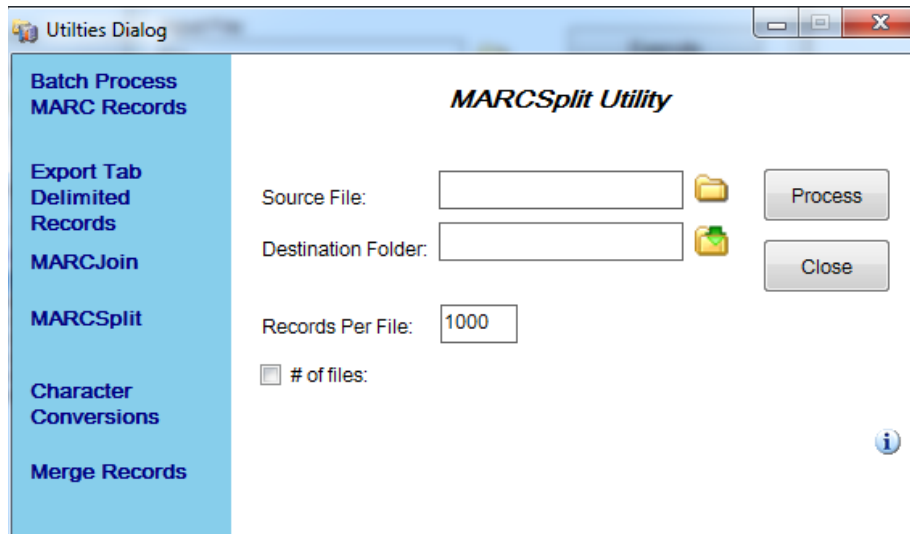 Utilties Dialog
Batch Process
MARC Records
Export Tab
Delimited
Records
MARCJoin
MARCSplit
Character
Conversions
Merge Records
MARCSplit Utility
Source File:
Process
Destination Folder:
Close
Records Per File:
1000
# of files: